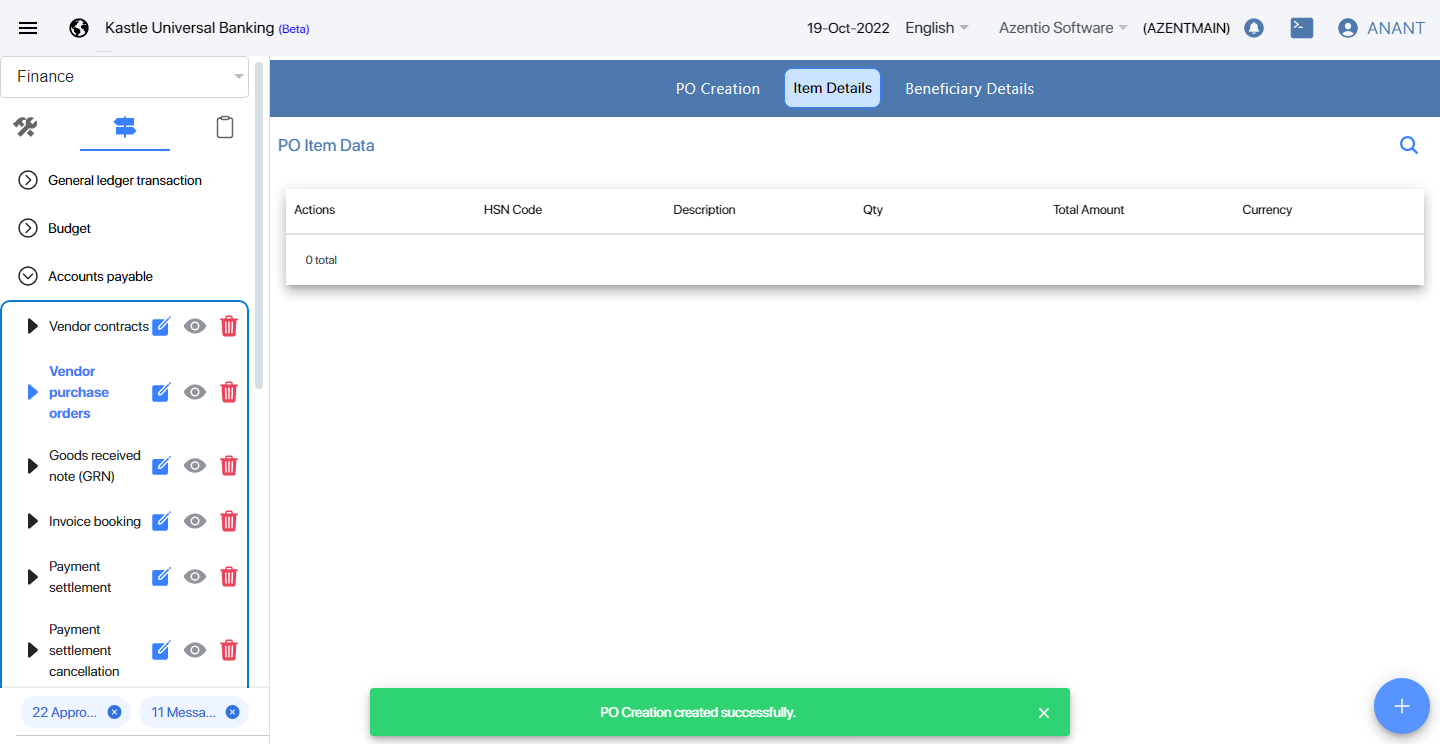 Kastle Universal Banking (Beta)
19-Oct-2022 English Azentio Software (AZENTMAIN) ANANT
Finance
PO Creation Item Details Beneficiary Details
PO Item Data
General ledger transaction
Budget
Accounts payable
Vendor contracts
Vendor
purchase
orders
Goods received
note (GRN)
Invoice booking
Payment
settlement
Payment
settlement
cancellation
22 Appro... 11 Messa...
Actions HSN Code Description Qty Total Amount Currency
0 total
PO Creation created successfully.